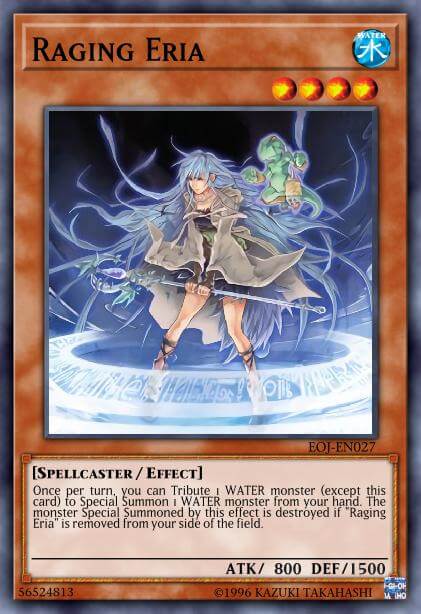 Raging Eria
WATER
水
EOJ-EN027
[Spellcaster / Effect]
Once per turn, you can Tribute 1 WATER monster (except this
card) to Special Summon 1 WATER monster from your hand. The
monster Special Summoned by this effect is destroyed if "Raging
Eria" is removed from your side of the field.
ATK/ 800 DEF/1500
56524813
©1996 KAZUKI TAKAHASHI